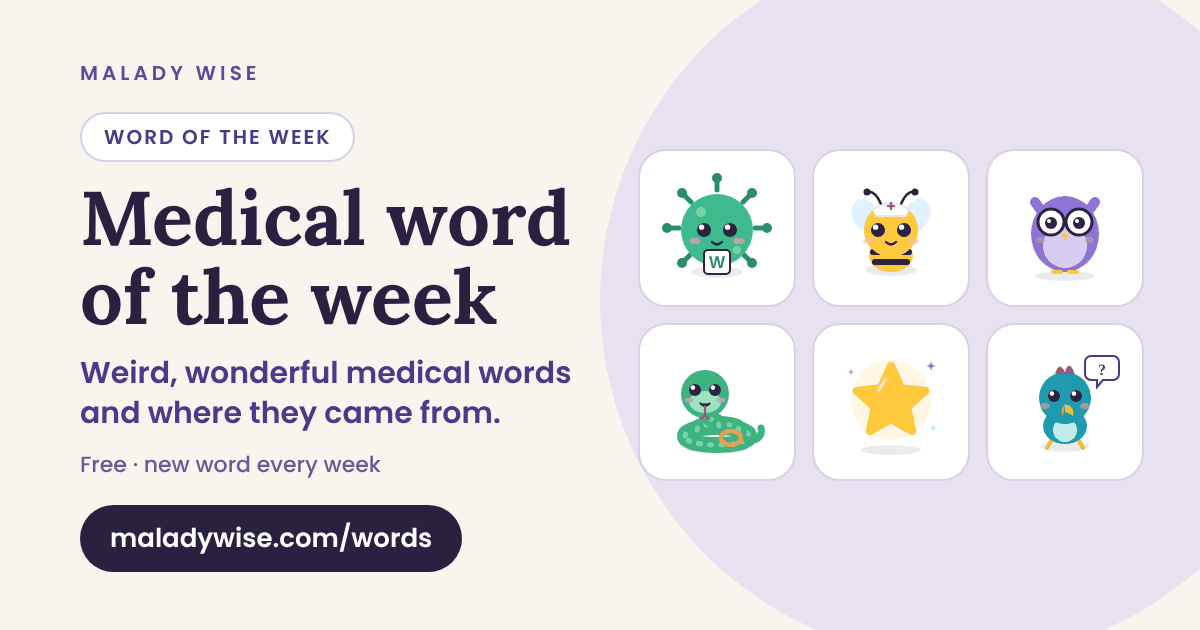 MALADY WISE
WORD OF THE WEEK
Medical word
of the week
Weird, wonderful medical words
and where they came from.
Free · new word every week
maladywise.com/words
W
?